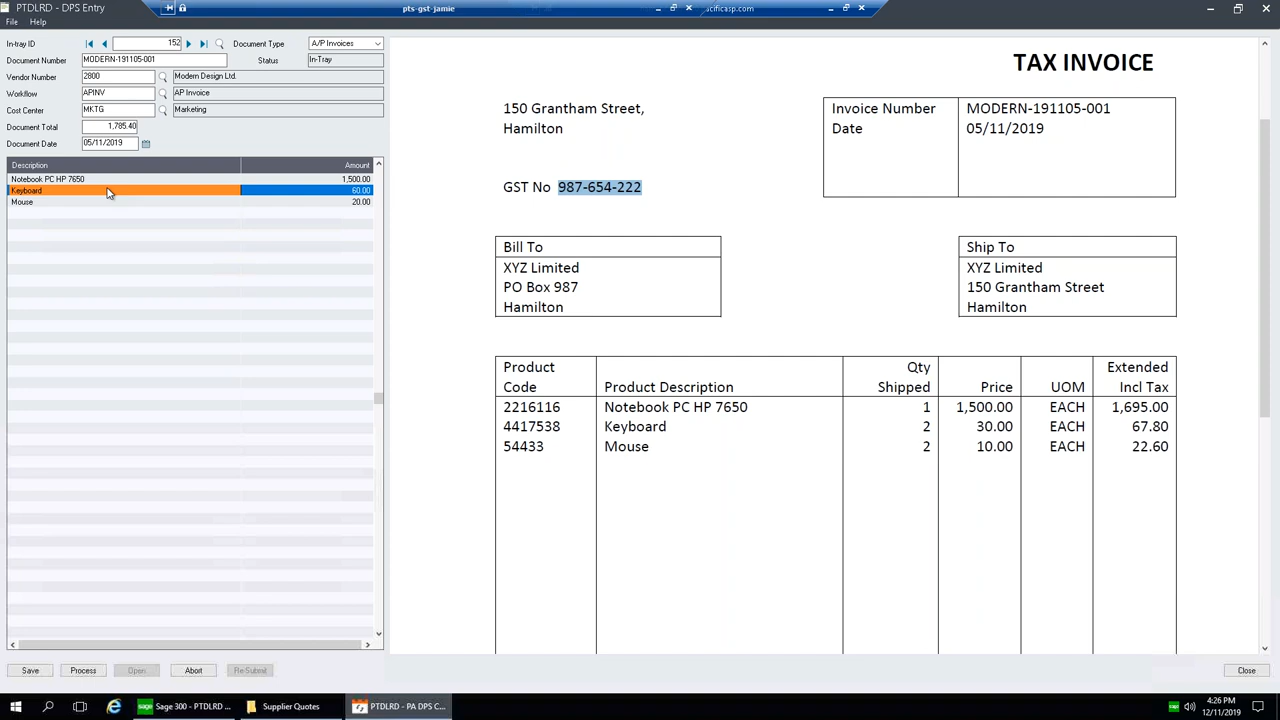 PTDLRD - DPS Entry
pts-gst-jamie
acificasp.com
File Help
In-tray ID 152 Document Type A/P Invoices
Document Number MODERN-191105-001 Status In-Tray
Vendor Number 2800 Modern Design Ltd.
Workflow APINV AP Invoice
Cost Center MKTG Marketing
Document Total 1,785.40
Document Date 05/11/2019
Description Amount
Notebook PC HP 7650 1,500.00
Keyboard 60.00
Mouse 20.00
Save Process Open Abort Re-Submit
TAX INVOICE
150 Grantham Street,
Hamilton
Invoice Number MODERN-191105-001
Date 05/11/2019
GST No 987-654-222
Bill To
XYZ Limited
PO Box 987
Hamilton
Ship To
XYZ Limited
150 Grantham Street
Hamilton
Product Code Product Description Qty Shipped Price UOM Extended Incl Tax
2216116 Notebook PC HP 7650 1 1,500.00 EACH 1,695.00
4417538 Keyboard 2 30.00 EACH 67.80
54433 Mouse 2 10.00 EACH 22.60
Close
Sage 300 - PTDLRD ...
Supplier Quotes
PTDLRD - PA DPS C...
sage
4:26 PM
12/11/2019